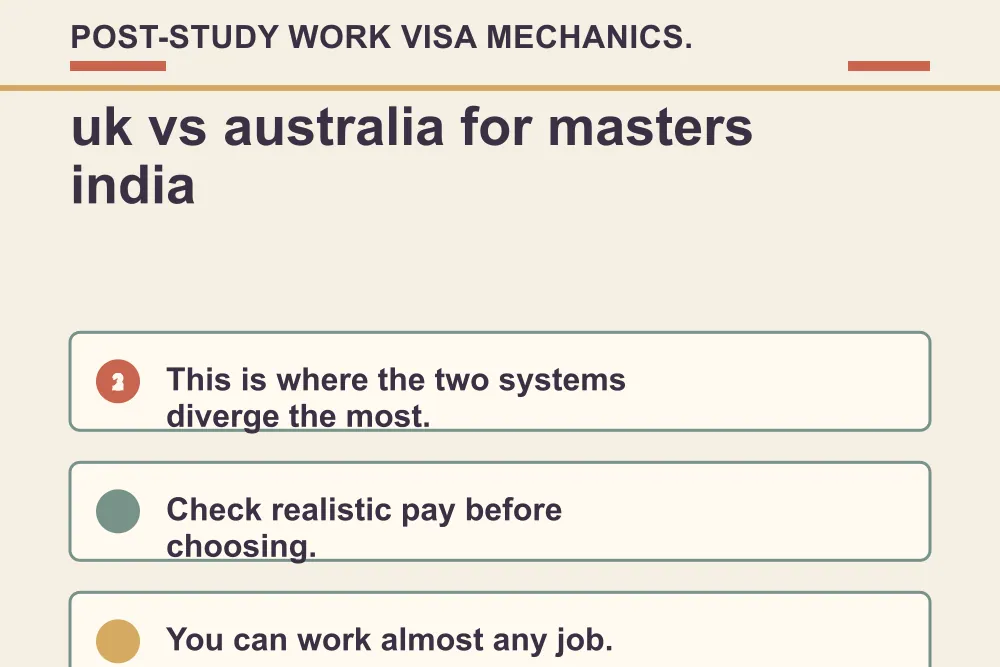 POST-STUDY WORK VISA MECHANICS.
uk vs australia for masters
india
This is where the two systems
diverge the most.
Check realistic pay before
choosing.
You can work almost any job.